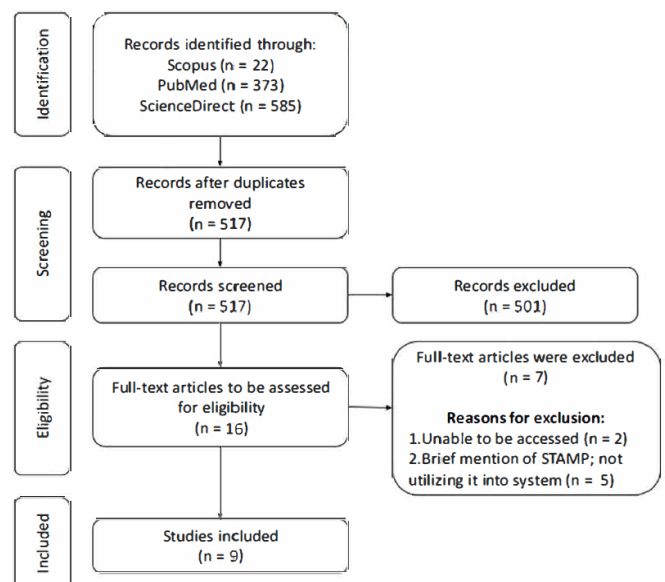 Identification
Records identified through:
Scopus (n = 22)
PubMed (n = 373)
ScienceDirect (n = 585)
Screening
Records after duplicates
removed
(n = 517)
Records screened
(n = 517)
Records excluded
(n = 501)
Eligibility
Full-text articles to be assessed
for eligibility
(n = 16)
Full-text articles were excluded
(n = 7)
Reasons for exclusion:
1.Unable to be accessed (n = 2)
2.Brief mention of STAMP; not
utilizing it into system (n = 5)
Included
Studies included
(n = 9)